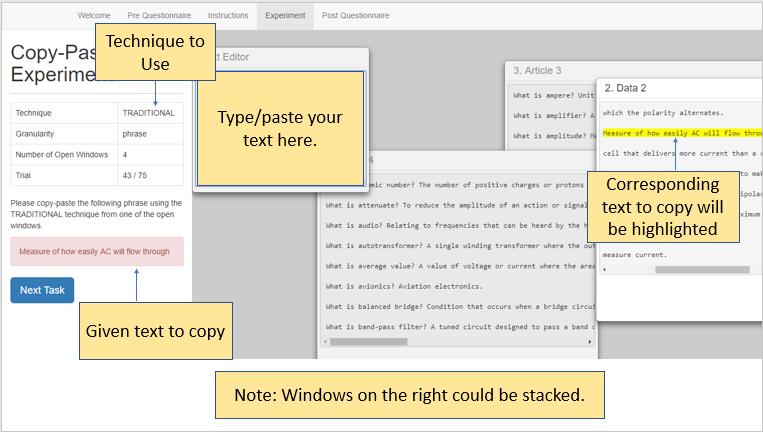 Welcome Pre Questionnaire Instructions Experiment Post Questionnaire
Copy-Pas
Experiment
Technique to
Use
Technique TRADITIONAL
Granularity phrase
Number of Open Windows 4
Trial 43 / 75
Please copy-paste the following phrase using the
TRADITIONAL technique from one of the open
windows.
Measure of how easily AC will flow through
Next Task
Given text to copy
Editor
Type/paste your
text here.
4
number? The number of positive charges or protons
What is attenuate? To reduce the amplitude of an action or signal
What is audio? Relating to frequencies that can be heard by the h
What is autotransformer? A single winding transformer where the out
What is average value? A value of voltage or current where the area
What is avionics? Aviation electronics.
What is balanced bridge? Condition that occurs when a bridge circui
What is band-pass filter? A tuned circuit designed to pass a band o
3. Article 3
What is ampere? Unit
What is amplifier? A
What is amplitude? Ma
2. Data 2
which the polarity alternates.
Measure of how easily AC will flow throu
cell that delivers more current than a c
to mak
Corresponding
text to copy will
be highlighted
measure current.
Note: Windows on the right could be stacked.